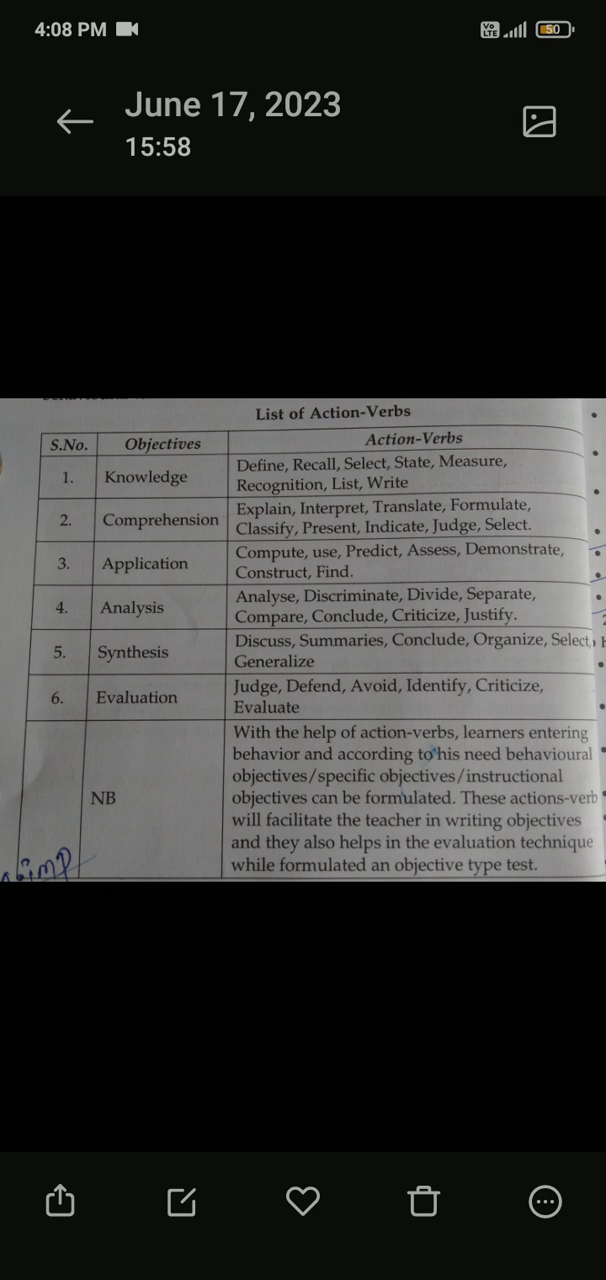 4:08 PM
Vo LTE
50
June 17, 2023
15:58
List of Action-Verbs
S.No. Objectives Action-Verbs
1. Knowledge Define, Recall, Select, State, Measure,
Recognition, List, Write
2. Comprehension Explain, Interpret, Translate, Formulate,
Classify, Present, Indicate, Judge, Select.
3. Application Compute, use, Predict, Assess, Demonstrate,
Construct, Find.
4. Analysis Analyse, Discriminate, Divide, Separate,
Compare, Conclude, Criticize, Justify.
5. Synthesis Discuss, Summaries, Conclude, Organize, Select,
Generalize
6. Evaluation Judge, Defend, Avoid, Identify, Criticize,
Evaluate
NB With the help of action-verbs, learners entering
behavior and according to his need behavioural
objectives/specific objectives/instructional
objectives can be formulated. These actions-verb
will facilitate the teacher in writing objectives
and they also helps in the evaluation technique
while formulated an objective type test.
imp